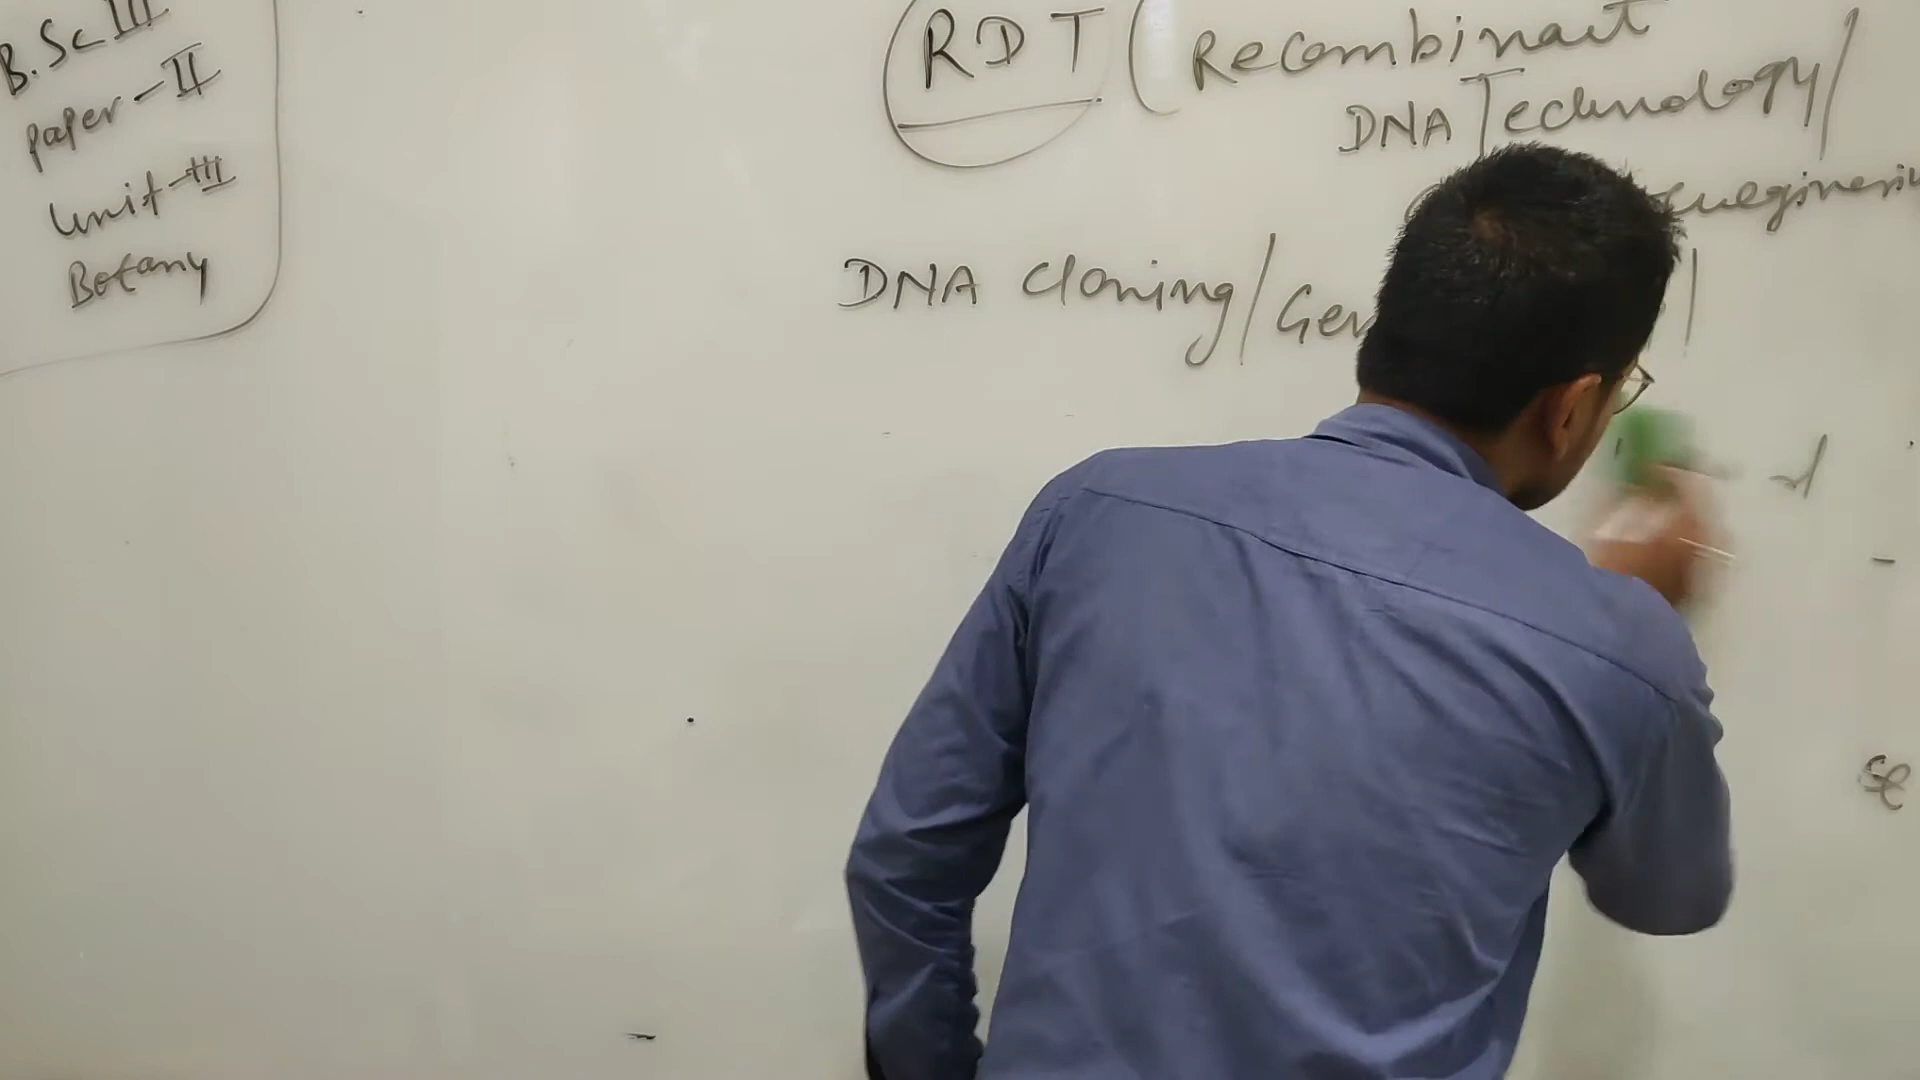 B.Sc III
paper-II
Unit-III
Botany
RDT (Recombinant
DNA Technology/
DNA cloning/